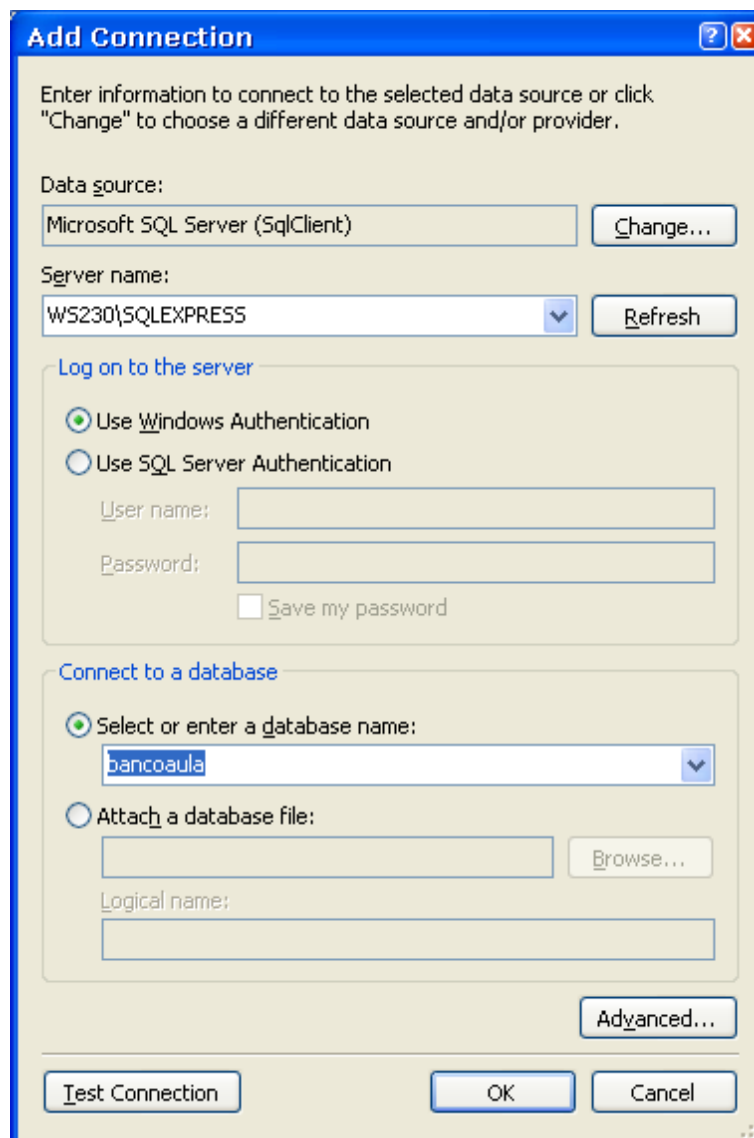 Add Connection
Enter information to connect to the selected data source or click
"Change" to choose a different data source and/or provider.
Data source:
Microsoft SQL Server (SqlClient)
Change...
Server name:
WS230\SQLEXPRESS
Refresh
Log on to the server
Use Windows Authentication
Use SQL Server Authentication
User name:
Password:
Save my password
Connect to a database
Select or enter a database name:
bancoaula
Attach a database file:
Browse...
Logical name:
Advanced...
Test Connection
OK
Cancel